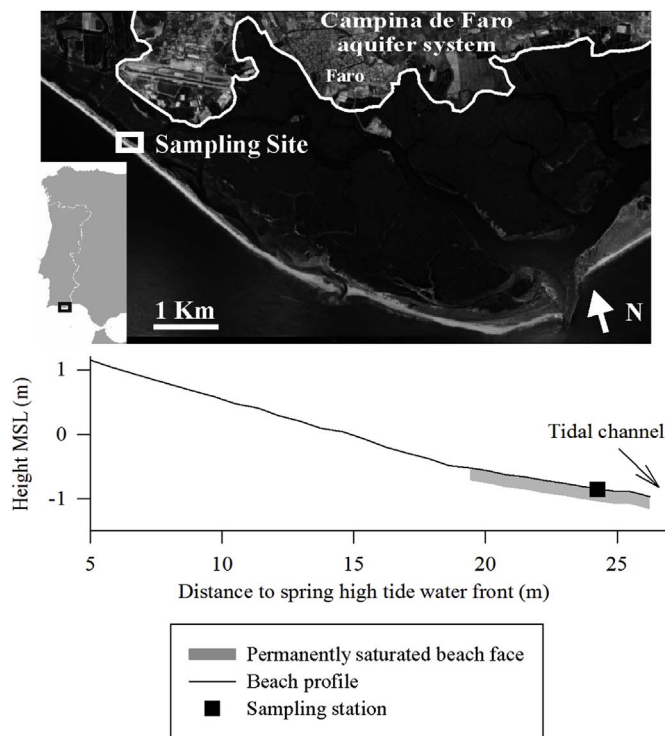 Campina de Faro
aquifer system
Faro
Sampling Site
1 Km
N
Height MSL (m)
1
0
-1
Tidal channel
5
10
15
20
25
Distance to spring high tide water front (m)
Permanently saturated beach face
Beach profile
Sampling station